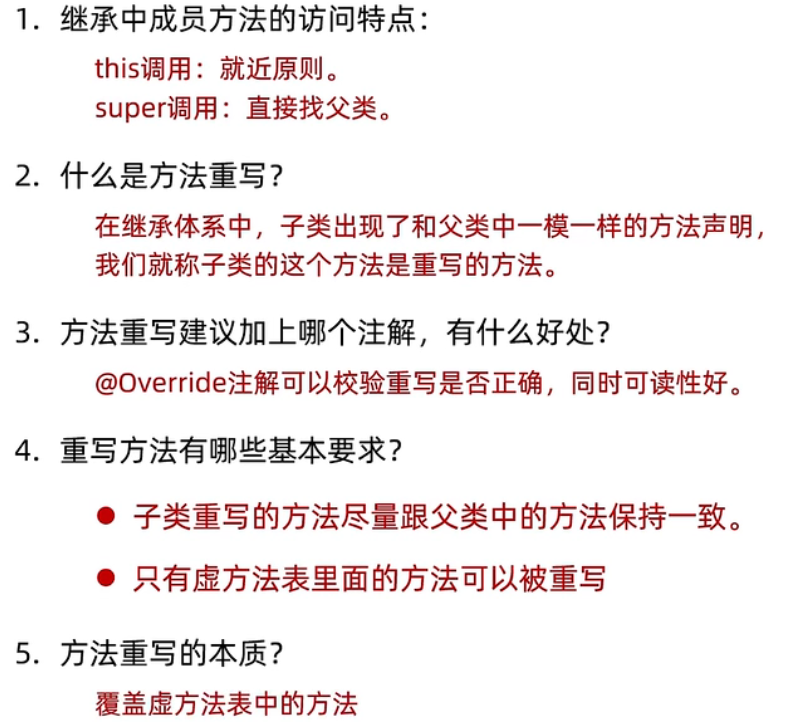 1. 继承中成员方法的访问特点：
this调用：就近原则。
super调用：直接找父类。
2. 什么是方法重写？
在继承体系中，子类出现了和父类中一模一样的方法声明，
我们就称子类的这个方法是重写的方法。
3. 方法重写建议加上哪个注解，有什么好处？
@Override注解可以校验重写是否正确，同时可读性好。
4. 重写方法有哪些基本要求？
● 子类重写的方法尽量跟父类中的方法保持一致。
● 只有虚方法表里面的方法可以被重写
5. 方法重写的本质？
覆盖虚方法表中的方法